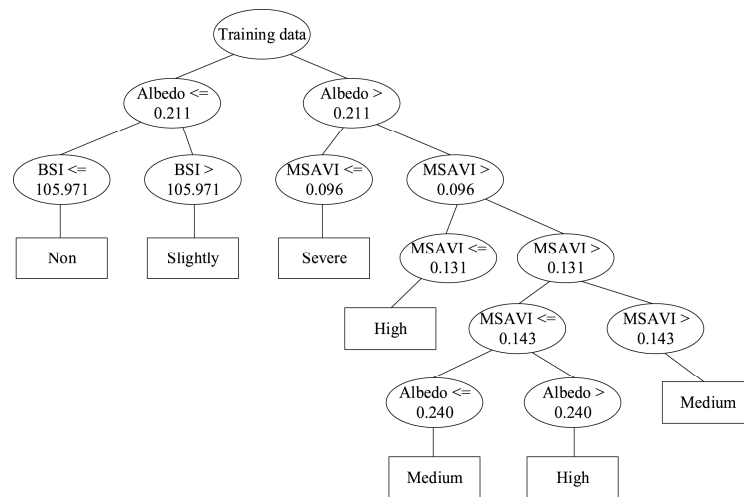 Training data
Albedo <=
0.211
Albedo >
0.211
BSI <=
105.971
BSI >
105.971
MSAVI <=
0.096
MSAVI >
0.096
Non
Slightly
Severe
MSAVI <=
0.131
MSAVI >
0.131
High
MSAVI <=
0.143
MSAVI >
0.143
Albedo <=
0.240
Albedo >
0.240
Medium
Medium
High